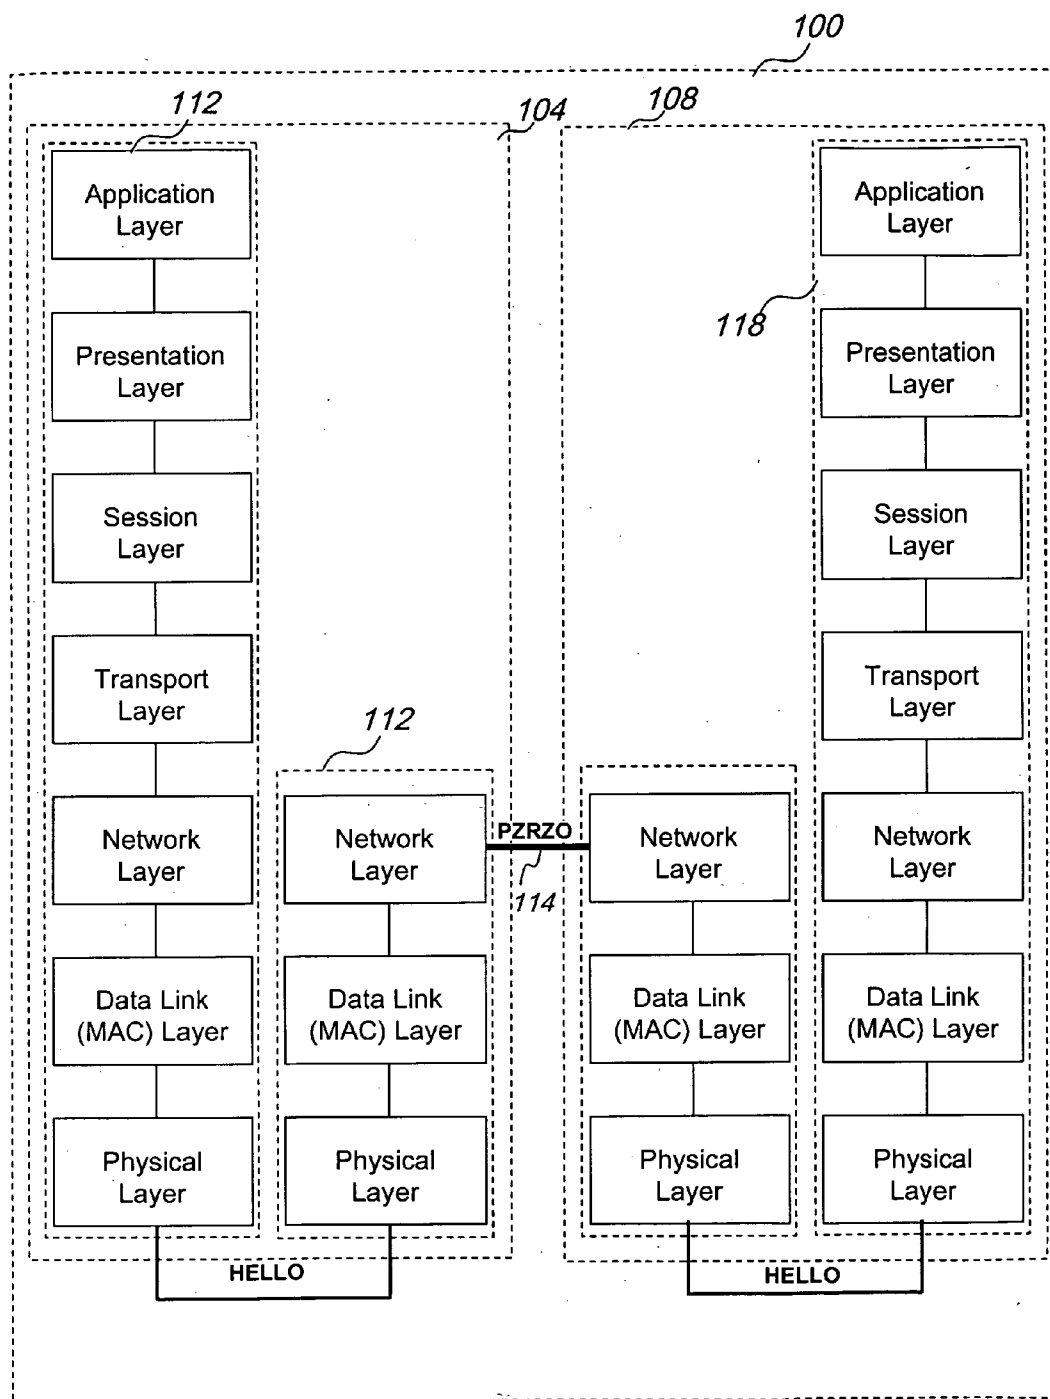 100
112
104
108
Application
Layer
Presentation
Layer
Session
Layer
Transport
Layer
Network
Layer
Data Link
(MAC) Layer
Physical
Layer
112
Network
Layer
Data Link
(MAC) Layer
Physical
Layer
HELLO
PZRZO
114
Network
Layer
Data Link
(MAC) Layer
Physical
Layer
118
Application
Layer
Presentation
Layer
Session
Layer
Transport
Layer
Network
Layer
Data Link
(MAC) Layer
Physical
Layer
HELLO